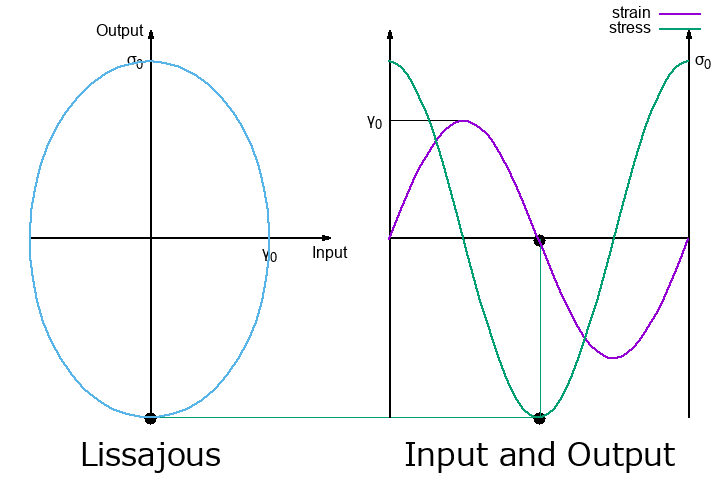 Output
σ0
γ0
Input
Lissajous
strain
stress
σ0
γ0
Input and Output